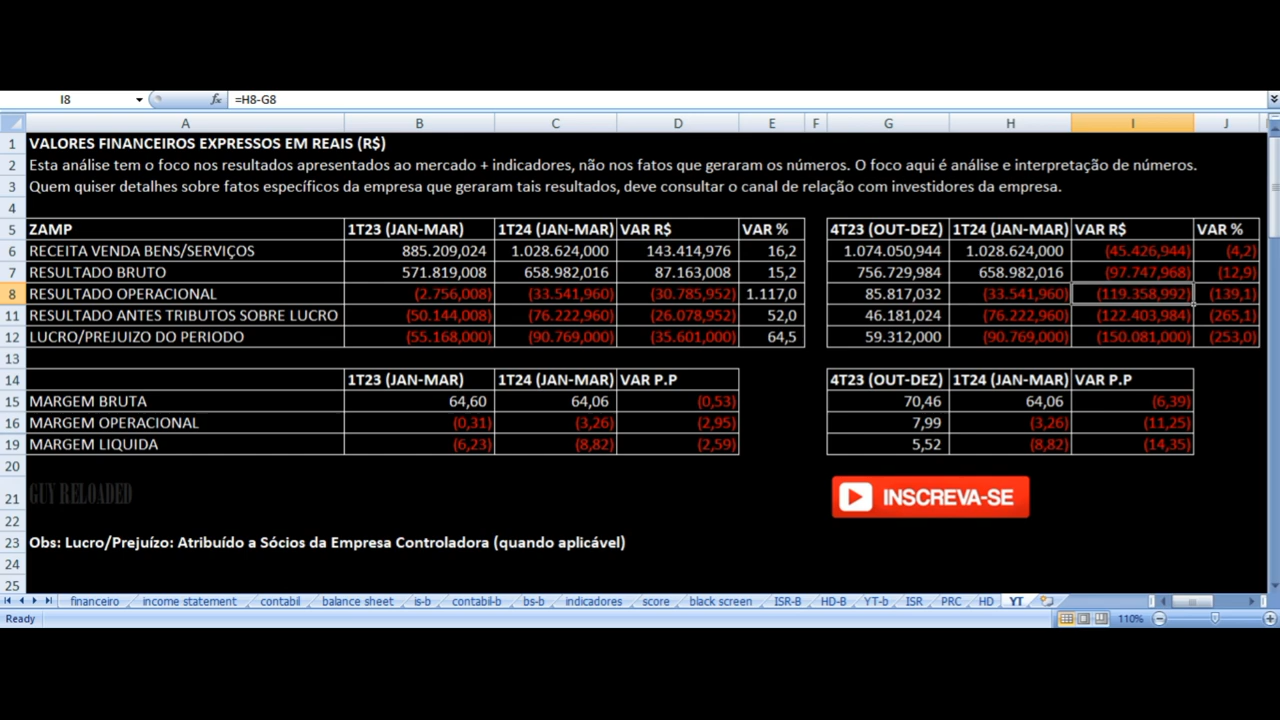 I8 fx =H8-G8
A B C D E F G H I J
1 VALORES FINANCEIROS EXPRESSOS EM REAIS (R$)
2 Esta análise tem o foco nos resultados apresentados ao mercado + indicadores, não nos fatos que geraram os números. O foco aqui é análise e interpretação de números.
3 Quem quiser detalhes sobre fatos específicos da empresa que geraram tais resultados, deve consultar o canal de relação com investidores da empresa.
4
5 ZAMP 1T23 (JAN-MAR) 1T24 (JAN-MAR) VAR R$ VAR % 4T23 (OUT-DEZ) 1T24 (JAN-MAR) VAR R$ VAR %
6 RECEITA VENDA BENS/SERVIÇOS 885.209,024 1.028.624,000 143.414,976 16,2 1.074.050,944 1.028.624,000 (45.426,944) (4,2)
7 RESULTADO BRUTO 571.819,008 658.982,016 87.163,008 15,2 756.729,984 658.982,016 (97.747,968) (12,9)
8 RESULTADO OPERACIONAL (2.756,008) (33.541,960) (30.785,952) 1.117,0 85.817,032 (33.541,960) (119.358,992) (139,1)
11 RESULTADO ANTES TRIBUTOS SOBRE LUCRO (50.144,008) (76.222,960) (26.078,952) 52,0 46.181,024 (76.222,960) (122.403,984) (265,1)
12 LUCRO/PREJUIZO DO PERIODO (55.168,000) (90.769,000) (35.601,000) 64,5 59.312,000 (90.769,000) (150.081,000) (253,0)
13
14 1T23 (JAN-MAR) 1T24 (JAN-MAR) VAR P.P 4T23 (OUT-DEZ) 1T24 (JAN-MAR) VAR P.P
15 MARGEM BRUTA 64,60 64,06 (0,53) 70,46 64,06 (6,39)
16 MARGEM OPERACIONAL (0,31) (3,26) (2,95) 7,99 (3,26) (11,25)
19 MARGEM LIQUIDA (6,23) (8,82) (2,59) 5,52 (8,82) (14,35)
20
21 GUY RELOADED INSCREVA-SE
22
23 Obs: Lucro/Prejuízo: Atribuído a Sócios da Empresa Controladora (quando aplicável)
24
25
financeiro income statement contabil balance sheet is-b contabil-b bs-b indicadores score black screen ISR-B HD-B YT-b ISR PRC HD YT
Ready 110%